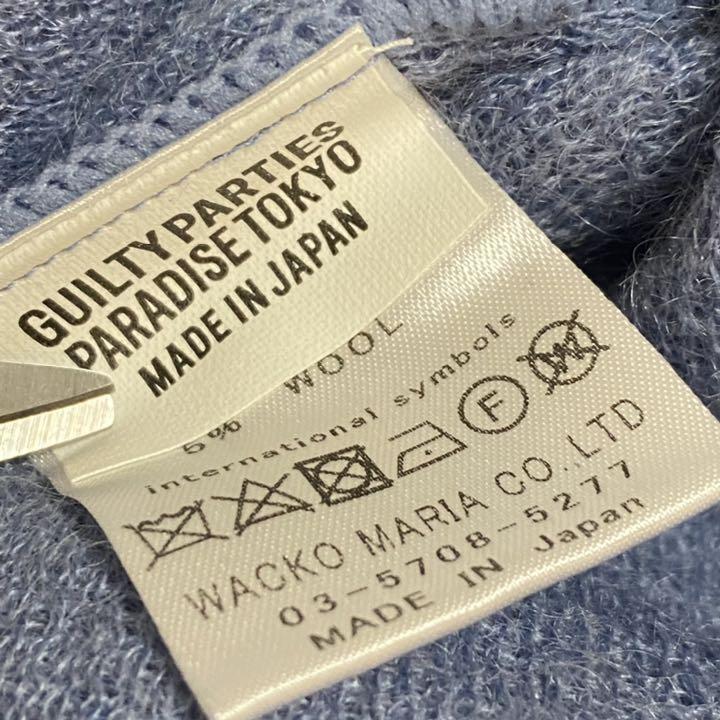 GUILTY PARTIES
PARADISE TOKYO
MADE IN JAPAN
5% WOOL
international symbols
F W
WACKO MARIA CO.,LTD
03-5708-5277
MADE IN Japan